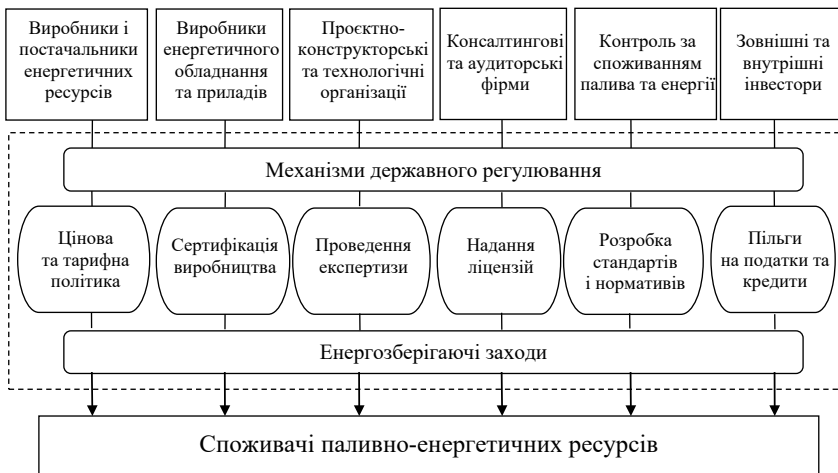 Виробники і
постачальники
енергетичних
ресурсів
Виробники
енергетичного
обладнання
та приладів
Проєктно-
конструкторські
та технологічні
організації
Консалтингові
та аудиторські
фірми
Контроль за
споживанням
палива та енергії
Зовнішні та
внутрішні
інвестори
Механізми державного регулювання
Цінова
та тарифна
політика
Сертифікація
виробництва
Проведення
експертизи
Надання
ліцензій
Розробка
стандартів
і нормативів
Пільги
на податки та
кредити
Енергозберігаючі заходи
Споживачі паливно-енергетичних ресурсів